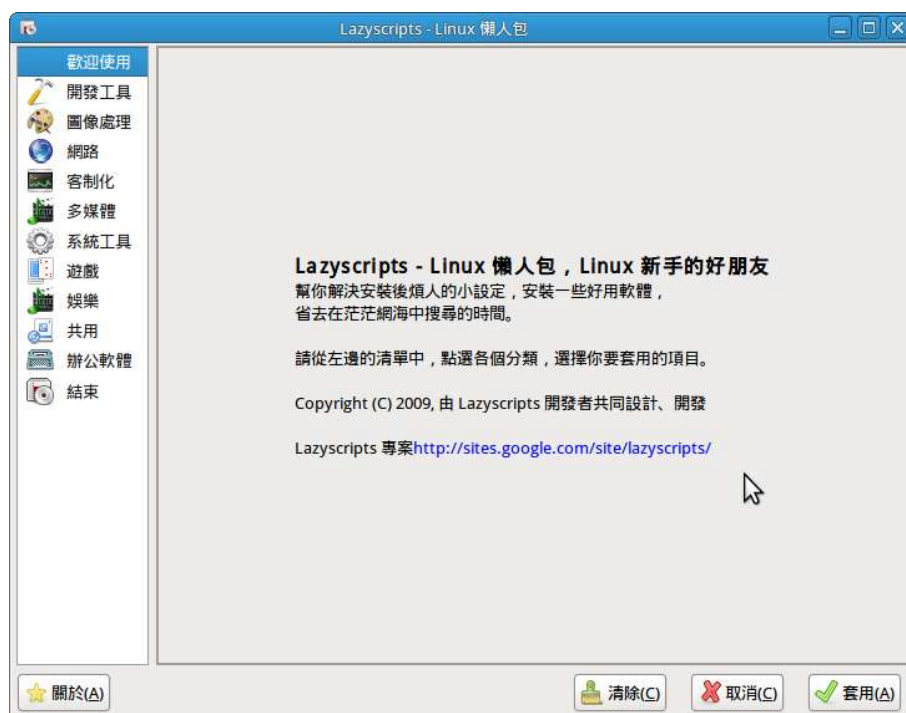 Lazyscripts - Linux 懶人包
歡迎使用
開發工具
圖像處理
網路
客制化
多媒體
系統工具
遊戲
娛樂
共用
辦公軟體
結束
Lazyscripts - Linux 懶人包 , Linux 新手的好朋友
幫你解決安裝後煩人的小設定 , 安裝一些好用軟體 ,
省去在茫茫網海中搜尋的時間。
請從左邊的清單中 , 點選各個分類 , 選擇你要套用的項目。
Copyright (C) 2009, 由 Lazyscripts 開發者共同設計、開發
Lazyscripts 專案http://sites.google.com/site/lazyscripts/
關於(A)
清除(C)
取消(C)
套用(A)